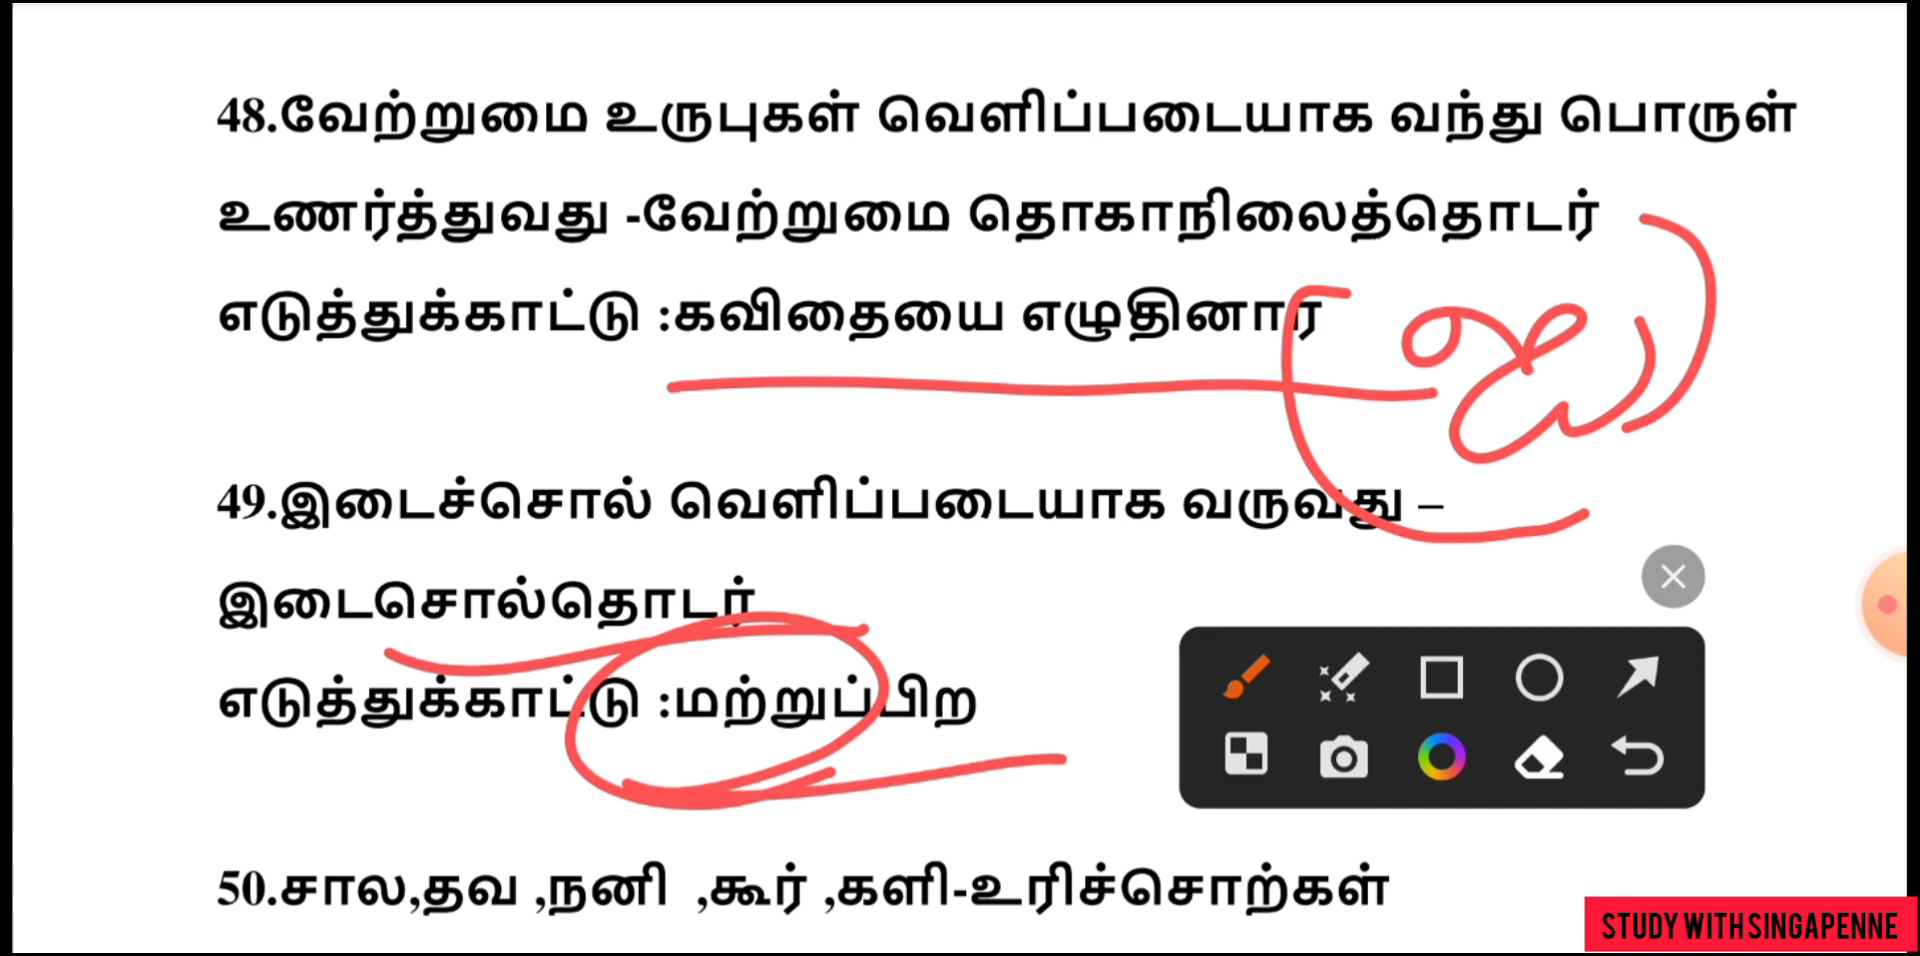 48.வேற்றுமை உருபுகள் வெளிப்படையாக வந்து பொருள்
உணர்த்துவது -வேற்றுமை தொகாநிலைத்தொடர்
எடுத்துக்காட்டு :கவிதையை எழுதினார்
ஐ
49.இடைச்சொல் வெளிப்படையாக வருவது –
இடைசொல்தொடர்
எடுத்துக்காட்டு :மற்றுப்பிற
50.சால,தவ ,நனி ,கூர் ,களி-உரிச்சொற்கள்
STUDY WITH SINGAPENNE